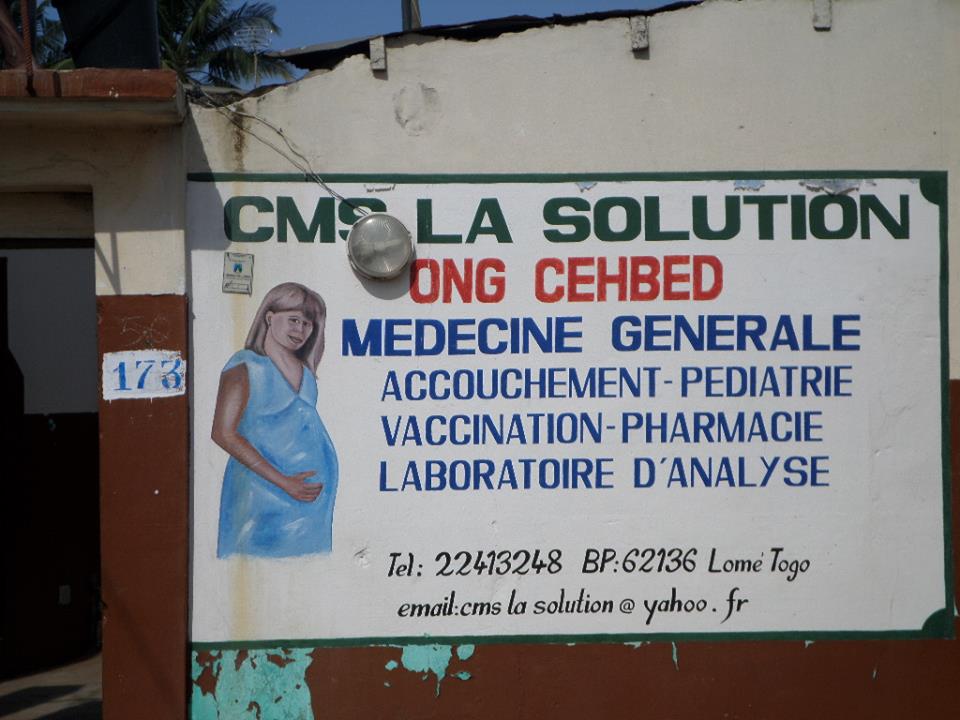 CMS LA SOLUTION
ONG CEHBED
MEDECINE GENERALE
ACCOUCHEMENT-PEDIATRIE
VACCINATION-PHARMACIE
LABORATOIRE D'ANALYSE
Tel: 22413248 BP:62136 Lomé Togo
email:cms la solution@yahoo.fr
173